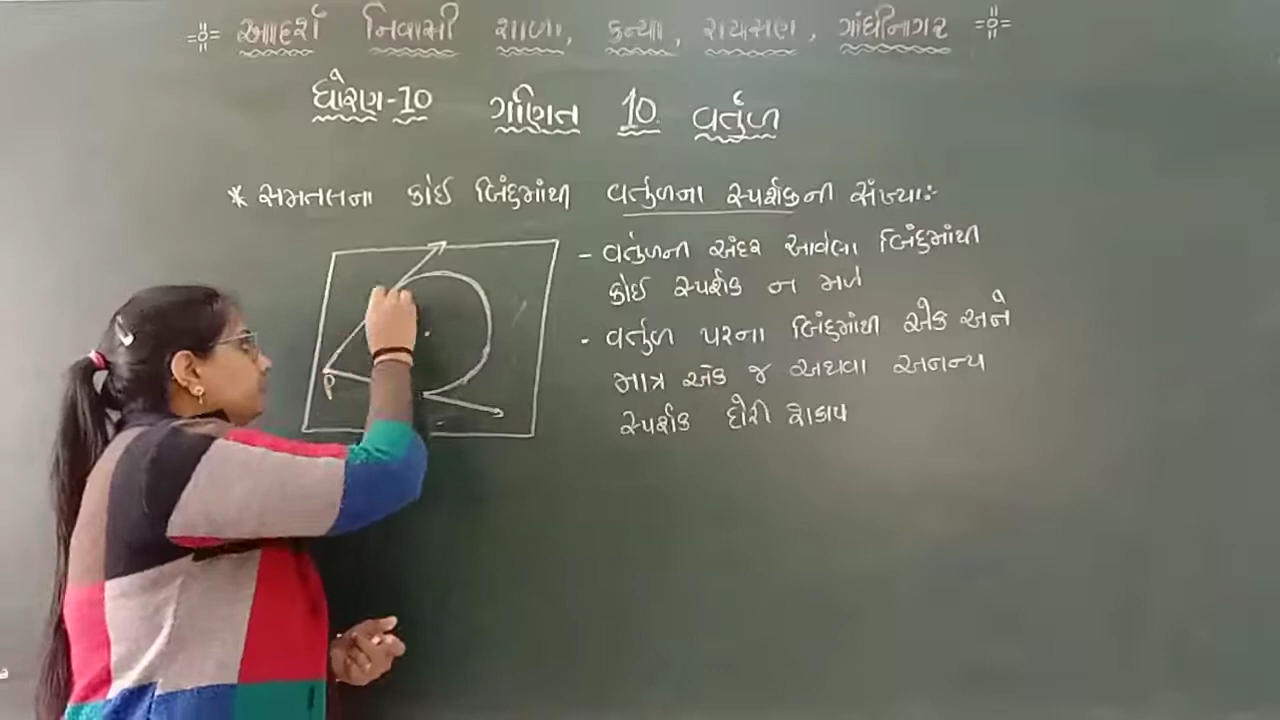 આદર્શ નિવાસી શાળા, કન્યા, રાયસણ, ગાંધીનગર
ધોરણ-10 ગણિત 10. વર્તુળ
* સમતલના કોઈ બિંદુમાંથી વર્તુળના સ્પર્શકની સંખ્યાઃ-
- વર્તુળની અંદર આવેલા બિંદુમાંથી
કોઈ સ્પર્શક ન મળે
- વર્તુળ પરના બિંદુમાંથી એક અને
માત્ર એક જ અથવા અનન્ય
સ્પર્શક દોરી શકાય
P